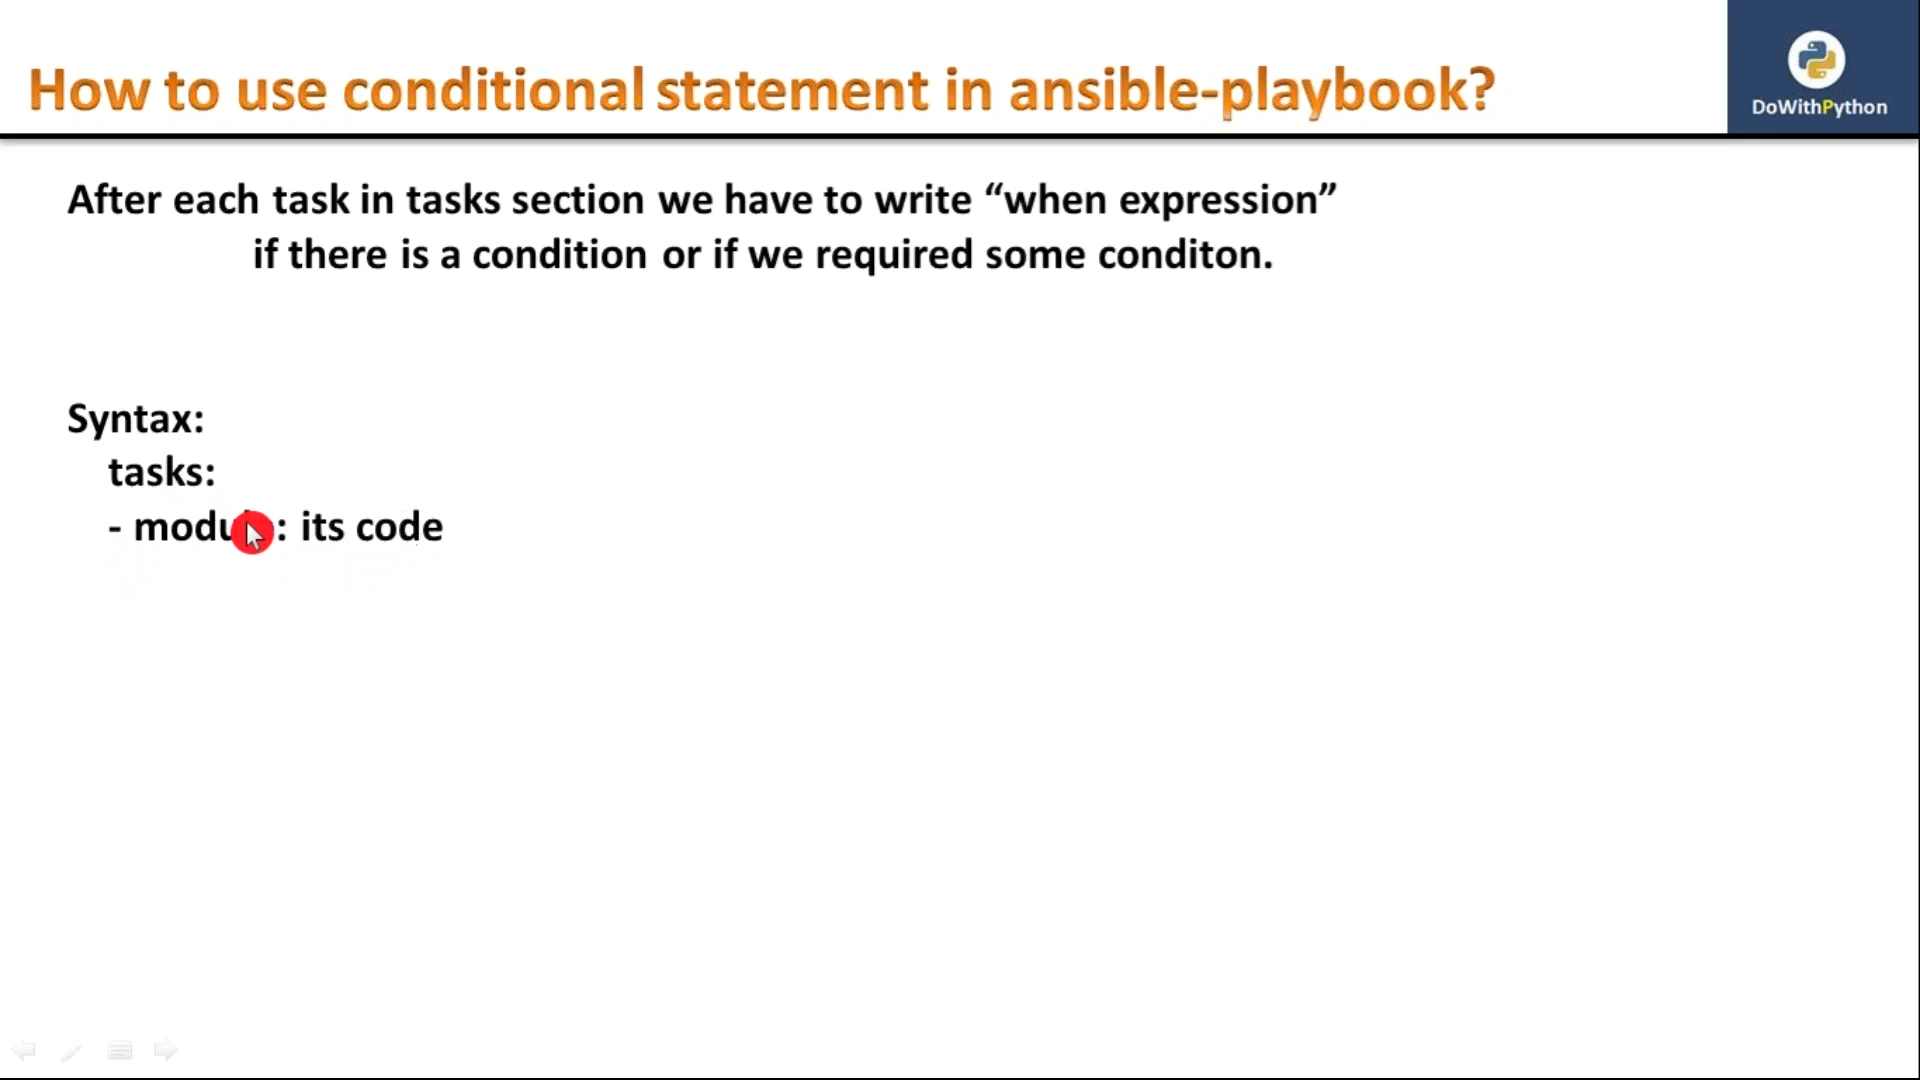 How to use conditional statement in ansible-playbook?
DoWithPython
After each task in tasks section we have to write “when expression”
if there is a condition or if we required some conditon.
Syntax:
tasks:
- : its code